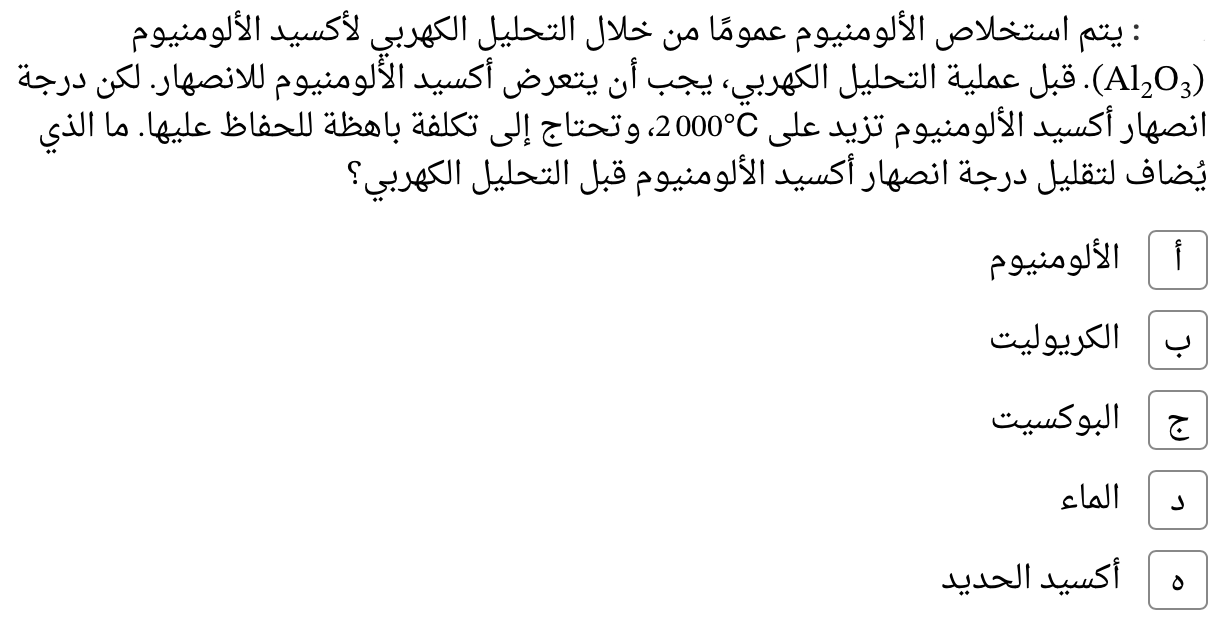 : يتم استخلاص الألومنيوم عمومًا من خلال التحليل الكهربي لأكسيد الألومنيوم
(Al₂O₃). قبل عملية التحليل الكهربي، يجب أن يتعرض أكسيد الألومنيوم للانصهار. لكن درجة
انصهار أكسيد الألومنيوم تزيد على 2 000°C، وتحتاج إلى تكلفة باهظة للحفاظ عليها. ما الذي
يُضاف لتقليل درجة انصهار أكسيد الألومنيوم قبل التحليل الكهربي؟
أ الألومنيوم
ب الكريوليت
ج البوكسيت
د الماء
ه أكسيد الحديد